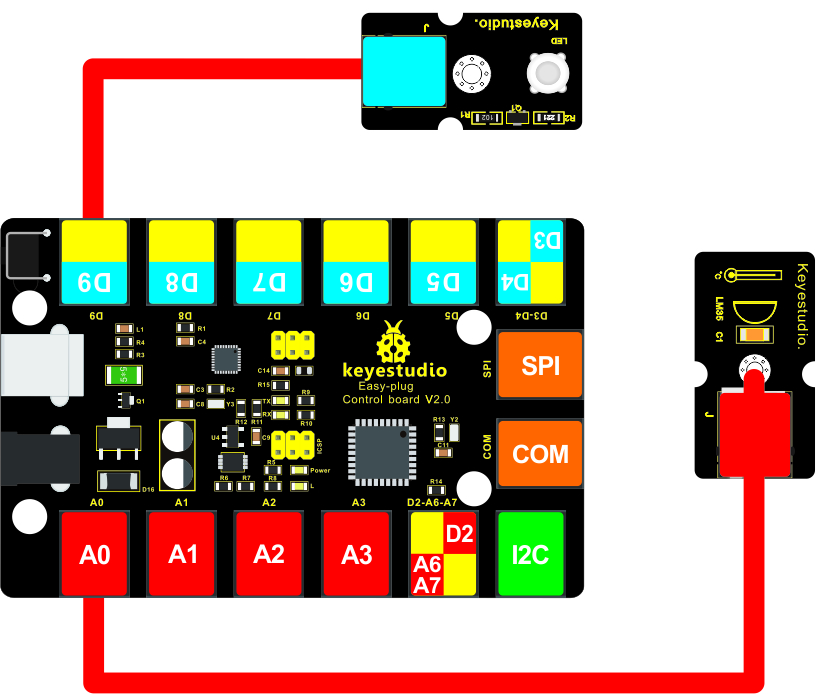 J
Keyestudio.
LED
R1
102
Q1
221
R2
D9
D8
D7
D6
D5
D3
D4
D9
D8
D7
D6
D5
D3-D4
L1
R4
R3
5+5
Q1
R1
C4
C3
R2
C8
Y3
C14
R15
TX
RX
R9
R10
R12
R11
U4
C9
ICSP
R6
R7
R5
R8
Power
L
D16
keyestudio
Easy-plug
Control board V2.0
SPI
SPI
COM
COM
R13
Y2
C11
R14
A0
A1
A2
A3
D2-A6-A7
A0
A1
A2
A3
D2
A6
A7
I2C
°C
LM35
C1
Keyestudio.
J